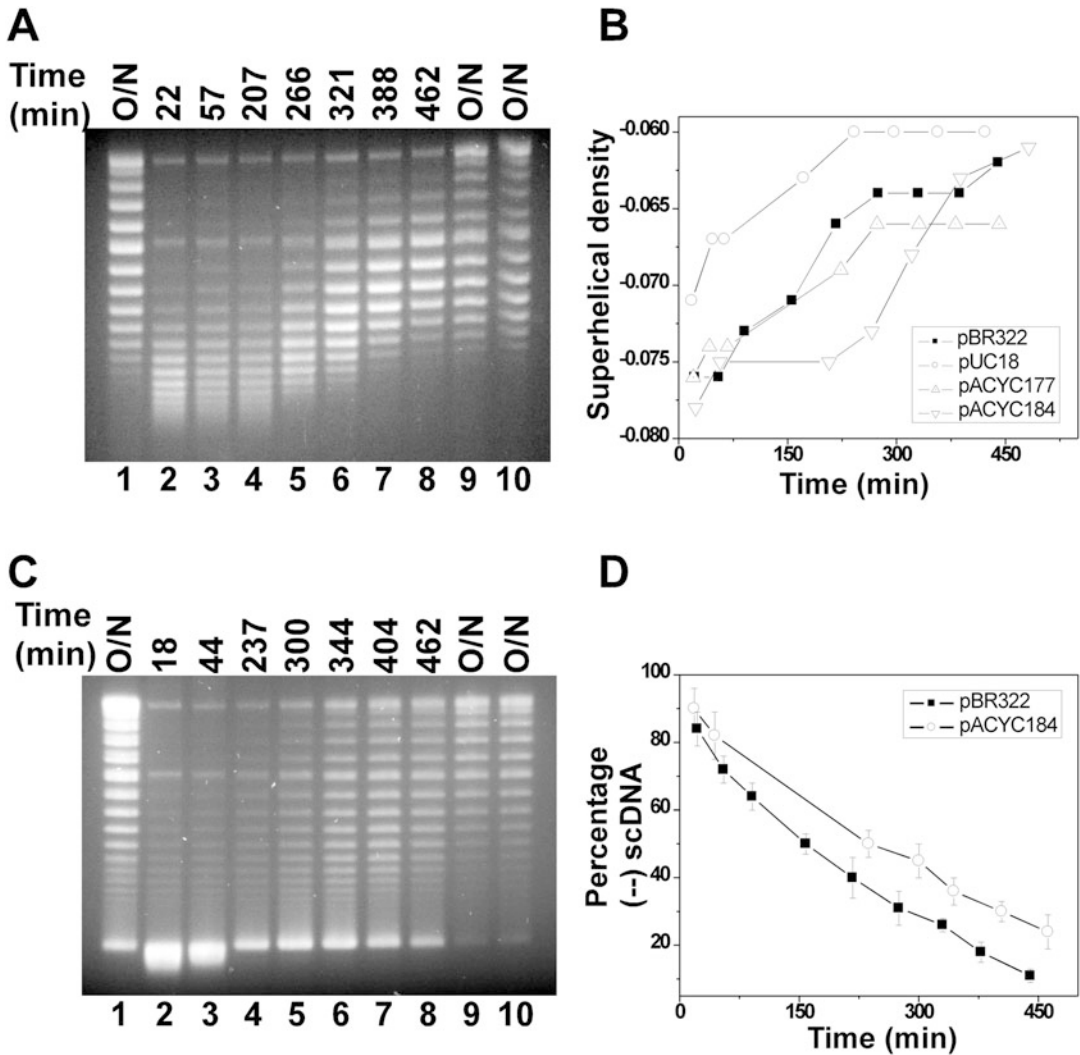 A
Time
(min)
O/N 22 57 207 266 321 388 462 O/N O/N
1 2 3 4 5 6 7 8 9 10
B
Superhelical density
-0.060
-0.065
-0.070
-0.075
-0.080
0 150 300 450
Time (min)
pBR322
pUC18
pACYC177
pACYC184
C
Time
(min)
O/N 18 44 237 300 344 404 462 O/N O/N
1 2 3 4 5 6 7 8 9 10
D
Percentage
(--) scDNA
100
80
60
40
20
0 150 300 450
Time (min)
pBR322
pACYC184